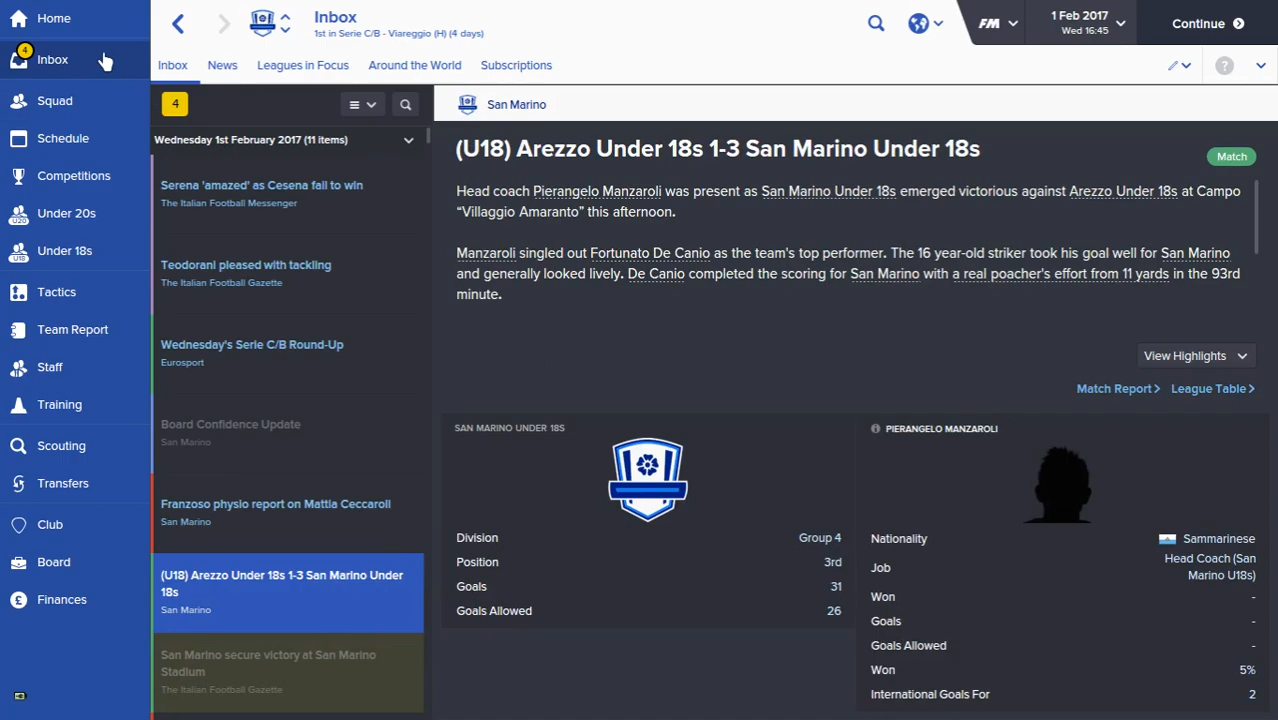 Home
4
Inbox
Squad
Schedule
Competitions
U20
Under 20s
U18
Under 18s
Tactics
Team Report
Staff
Training
Scouting
Transfers
Club
Board
£ Finances
Inbox
1st in Serie C/B - Viareggio (H) (4 days)
FM
1 Feb 2017
Wed 16:45
Continue
Inbox News Leagues in Focus Around the World Subscriptions
?
4
Wednesday 1st February 2017 (11 items)
Serena 'amazed' as Cesena fail to win
The Italian Football Messenger
Teodorani pleased with tackling
The Italian Football Gazette
Wednesday's Serie C/B Round-Up
Eurosport
Board Confidence Update
San Marino
Franzoso physio report on Mattia Ceccaroli
San Marino
(U18) Arezzo Under 18s 1-3 San Marino Under
18s
San Marino
San Marino secure victory at San Marino
Stadium
The Italian Football Gazette
San Marino
(U18) Arezzo Under 18s 1-3 San Marino Under 18s
Match
Head coach Pierangelo Manzaroli was present as San Marino Under 18s emerged victorious against Arezzo Under 18s at Campo
“Villaggio Amaranto” this afternoon.
Manzaroli singled out Fortunato De Canio as the team's top performer. The 16 year-old striker took his goal well for San Marino
and generally looked lively. De Canio completed the scoring for San Marino with a real poacher's effort from 11 yards in the 93rd
minute.
View Highlights
Match Report League Table
SAN MARINO UNDER 18S
Division Group 4
Position 3rd
Goals 31
Goals Allowed 26
PIERANGELO MANZAROLI
Nationality Sammarinese
Job Head Coach (San
Marino U18s)
Won -
Goals -
Goals Allowed -
Won 5%
International Goals For 2